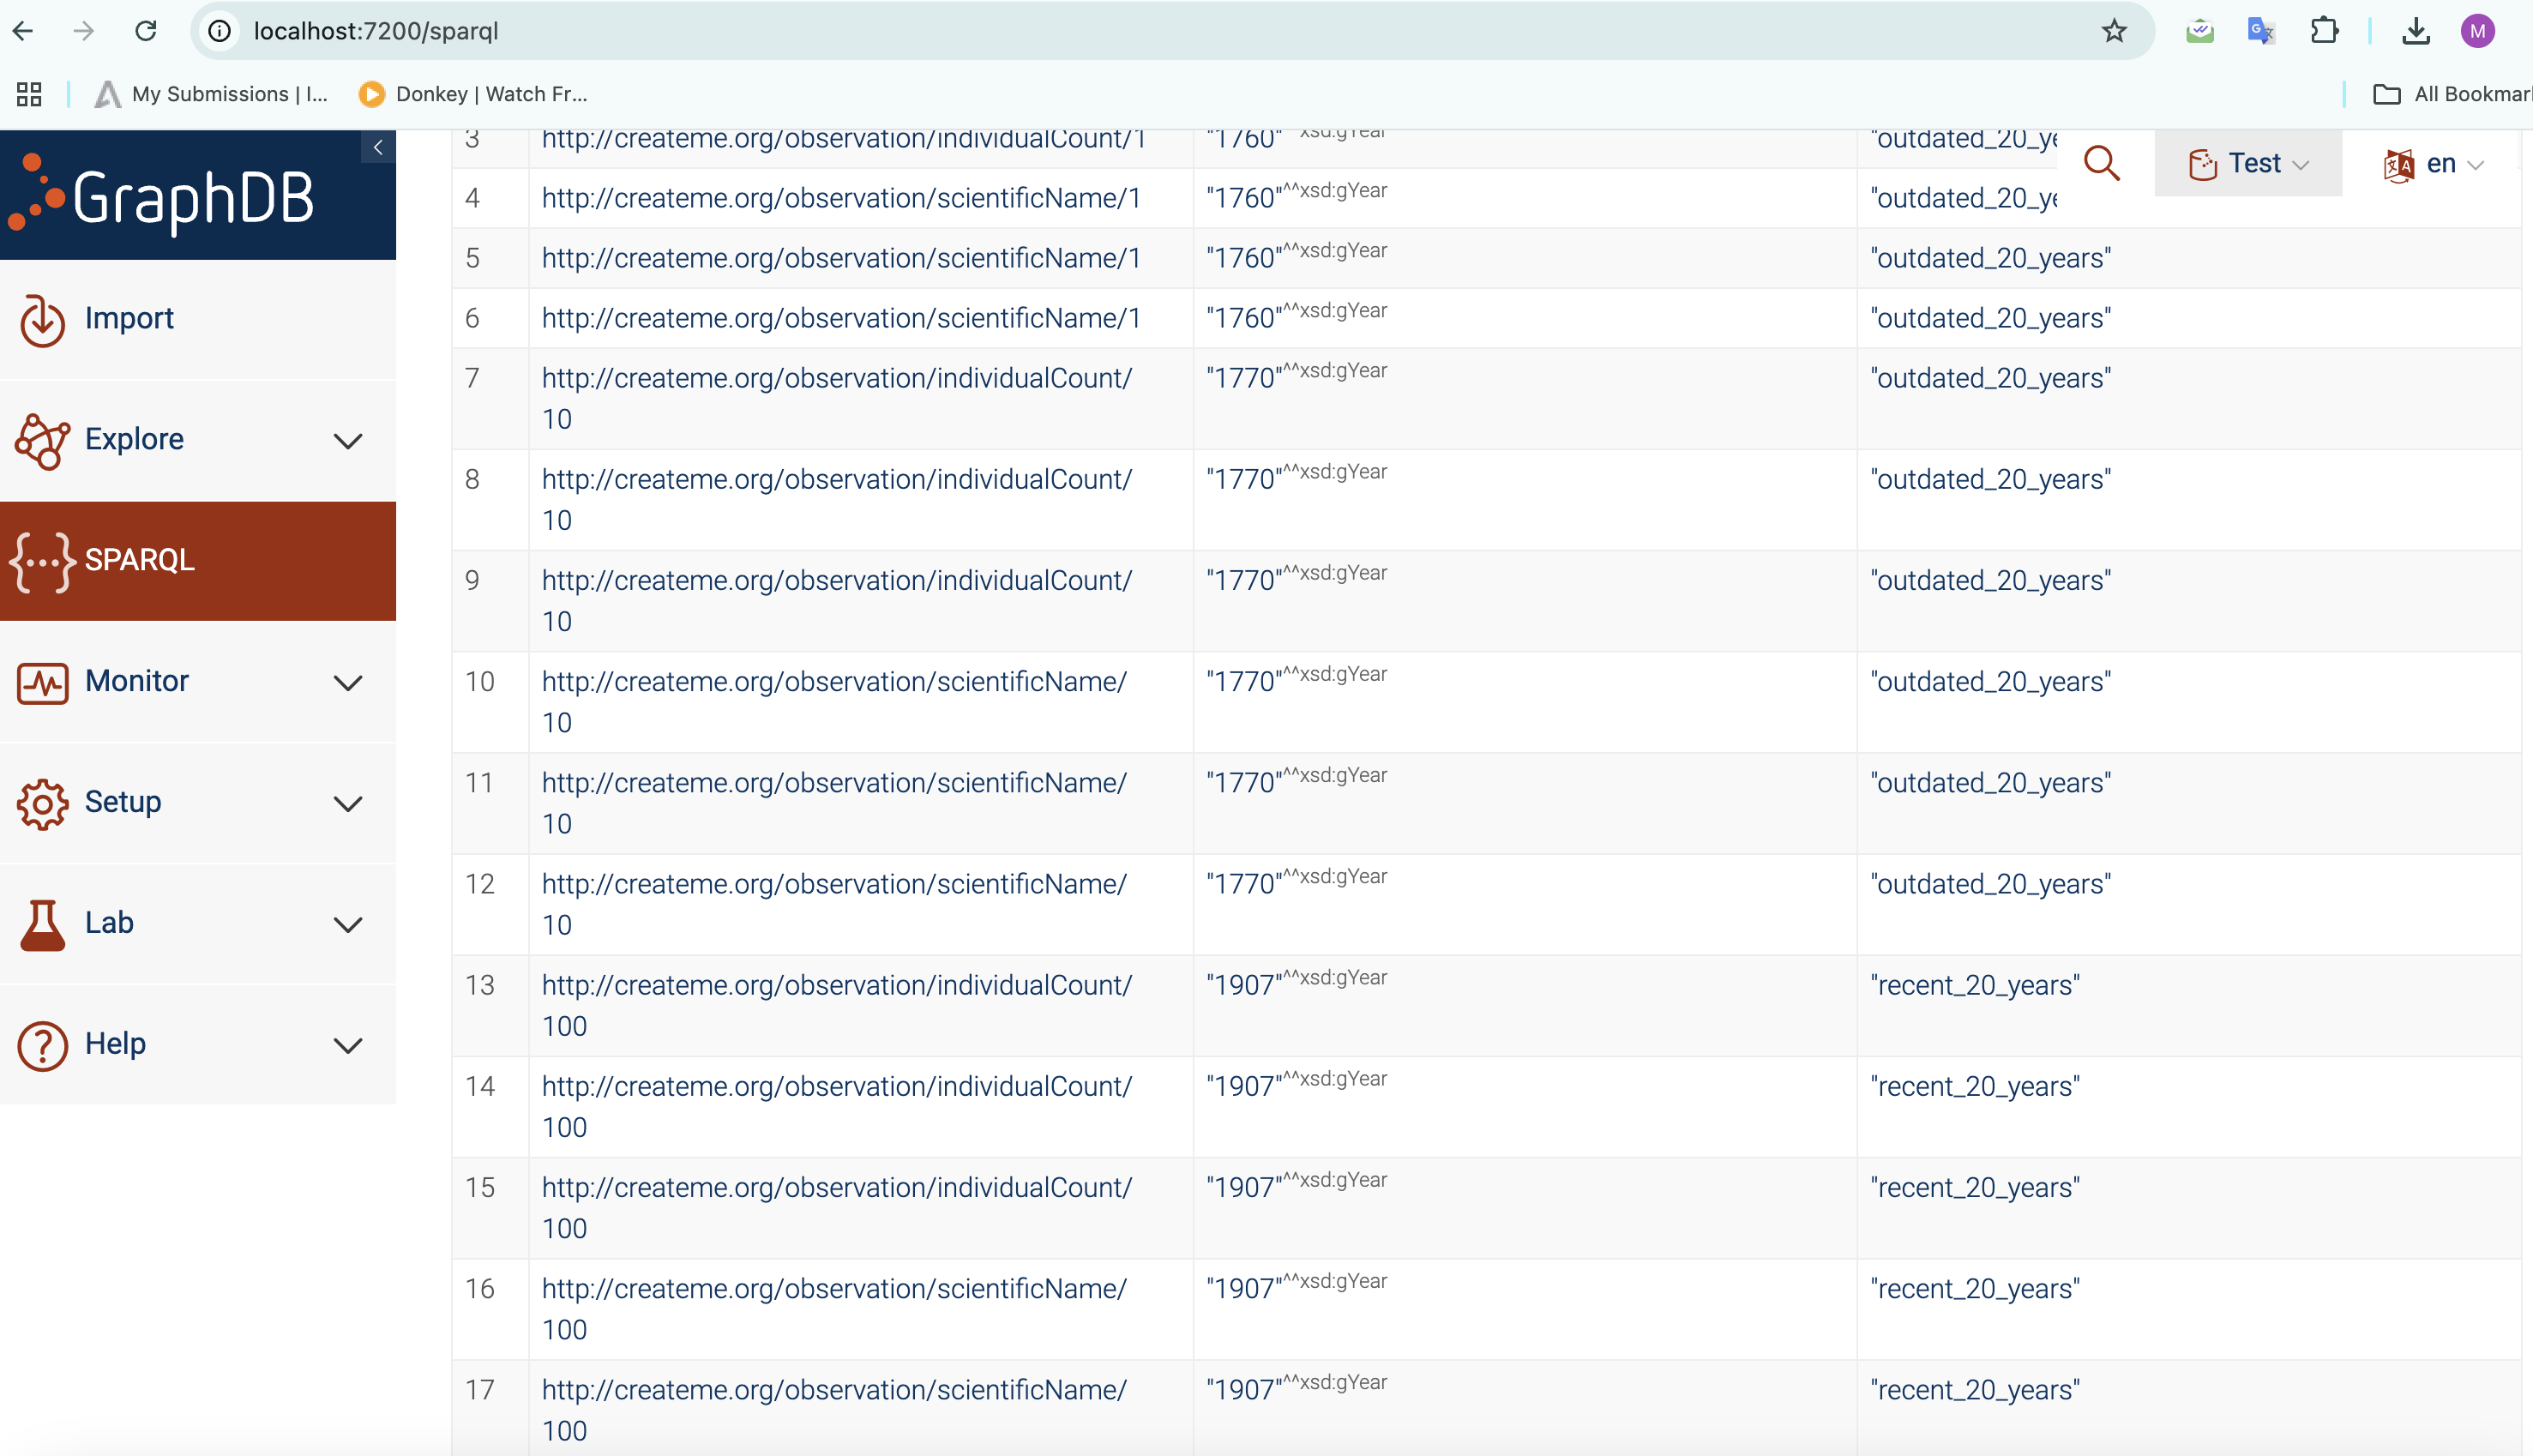 localhost:7200/sparql
M
My Submissions | I...
Donkey | Watch Fr...
All Bookmar
GraphDB
Import
Explore
SPARQL
Monitor
Setup
Lab
Help
Test
en
3 http://createme.org/observation/individualCount/1 "1760"^^xsd:gYear "outdated_20_ye
4 http://createme.org/observation/scientificName/1 "1760"^^xsd:gYear "outdated_20_ye
5 http://createme.org/observation/scientificName/1 "1760"^^xsd:gYear "outdated_20_years"
6 http://createme.org/observation/scientificName/1 "1760"^^xsd:gYear "outdated_20_years"
7 http://createme.org/observation/individualCount/ "1770"^^xsd:gYear "outdated_20_years"
10
8 http://createme.org/observation/individualCount/ "1770"^^xsd:gYear "outdated_20_years"
10
9 http://createme.org/observation/individualCount/ "1770"^^xsd:gYear "outdated_20_years"
10
10 http://createme.org/observation/scientificName/ "1770"^^xsd:gYear "outdated_20_years"
10
11 http://createme.org/observation/scientificName/ "1770"^^xsd:gYear "outdated_20_years"
10
12 http://createme.org/observation/scientificName/ "1770"^^xsd:gYear "outdated_20_years"
10
13 http://createme.org/observation/individualCount/ "1907"^^xsd:gYear "recent_20_years"
100
14 http://createme.org/observation/individualCount/ "1907"^^xsd:gYear "recent_20_years"
100
15 http://createme.org/observation/individualCount/ "1907"^^xsd:gYear "recent_20_years"
100
16 http://createme.org/observation/scientificName/ "1907"^^xsd:gYear "recent_20_years"
100
17 http://createme.org/observation/scientificName/ "1907"^^xsd:gYear "recent_20_years"
100